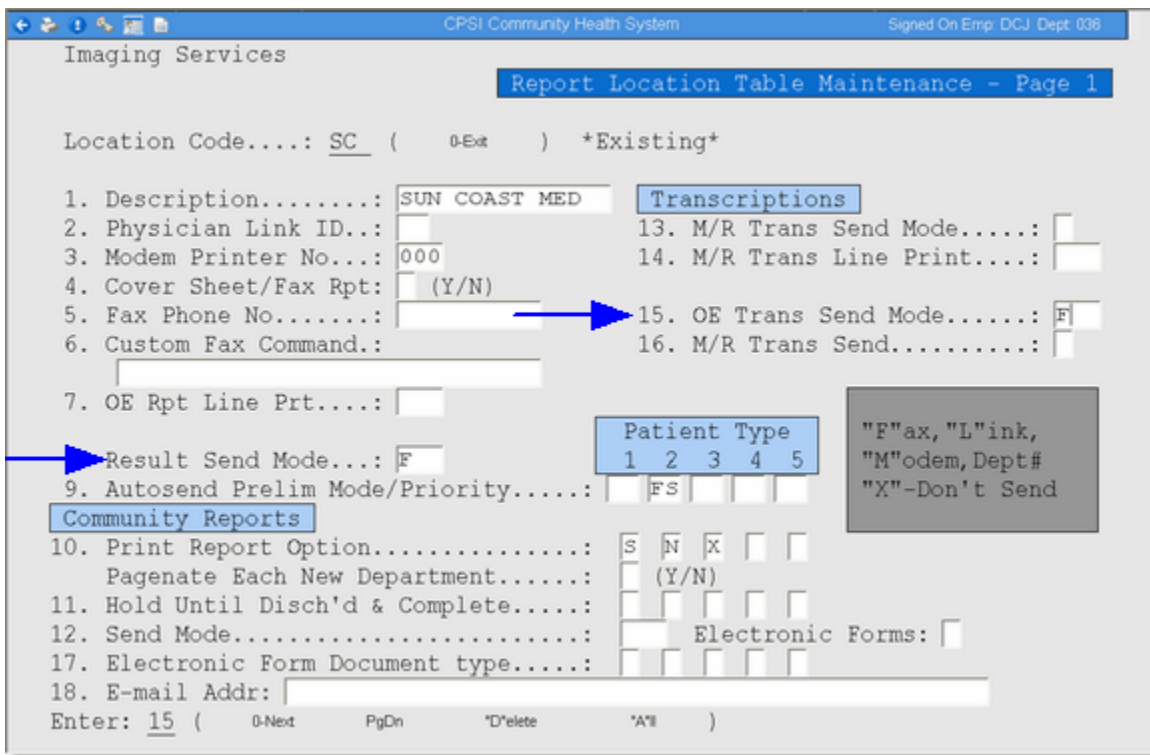 CPSI Community Health System Signed On Emp: DCJ Dept: 036
Imaging Services
Report Location Table Maintenance - Page 1
Location Code....: SC ( 0-Exit ) *Existing*
1. Description........: SUN COAST MED Transcriptions
2. Physician Link ID..: 13. M/R Trans Send Mode.....:
3. Modem Printer No...: 000 14. M/R Trans Line Print....:
4. Cover Sheet/Fax Rpt: (Y/N)
5. Fax Phone No.......: 15. OE Trans Send Mode......: F
6. Custom Fax Command.: 16. M/R Trans Send..........:
7. OE Rpt Line Prt....:
Patient Type "F"ax,"L"ink,
Result Send Mode...: F 1 2 3 4 5 "M"odem,Dept#
9. Autosend Prelim Mode/Priority.....: FS "X"-Don't Send
Community Reports
10. Print Report Option...............: S N X
Pagenate Each New Department......: (Y/N)
11. Hold Until Disch'd & Complete.....:
12. Send Mode.........................: Electronic Forms:
17. Electronic Form Document type.....:
18. E-mail Addr:
Enter: 15 ( 0-Next PgDn "D"elete "A"ll )